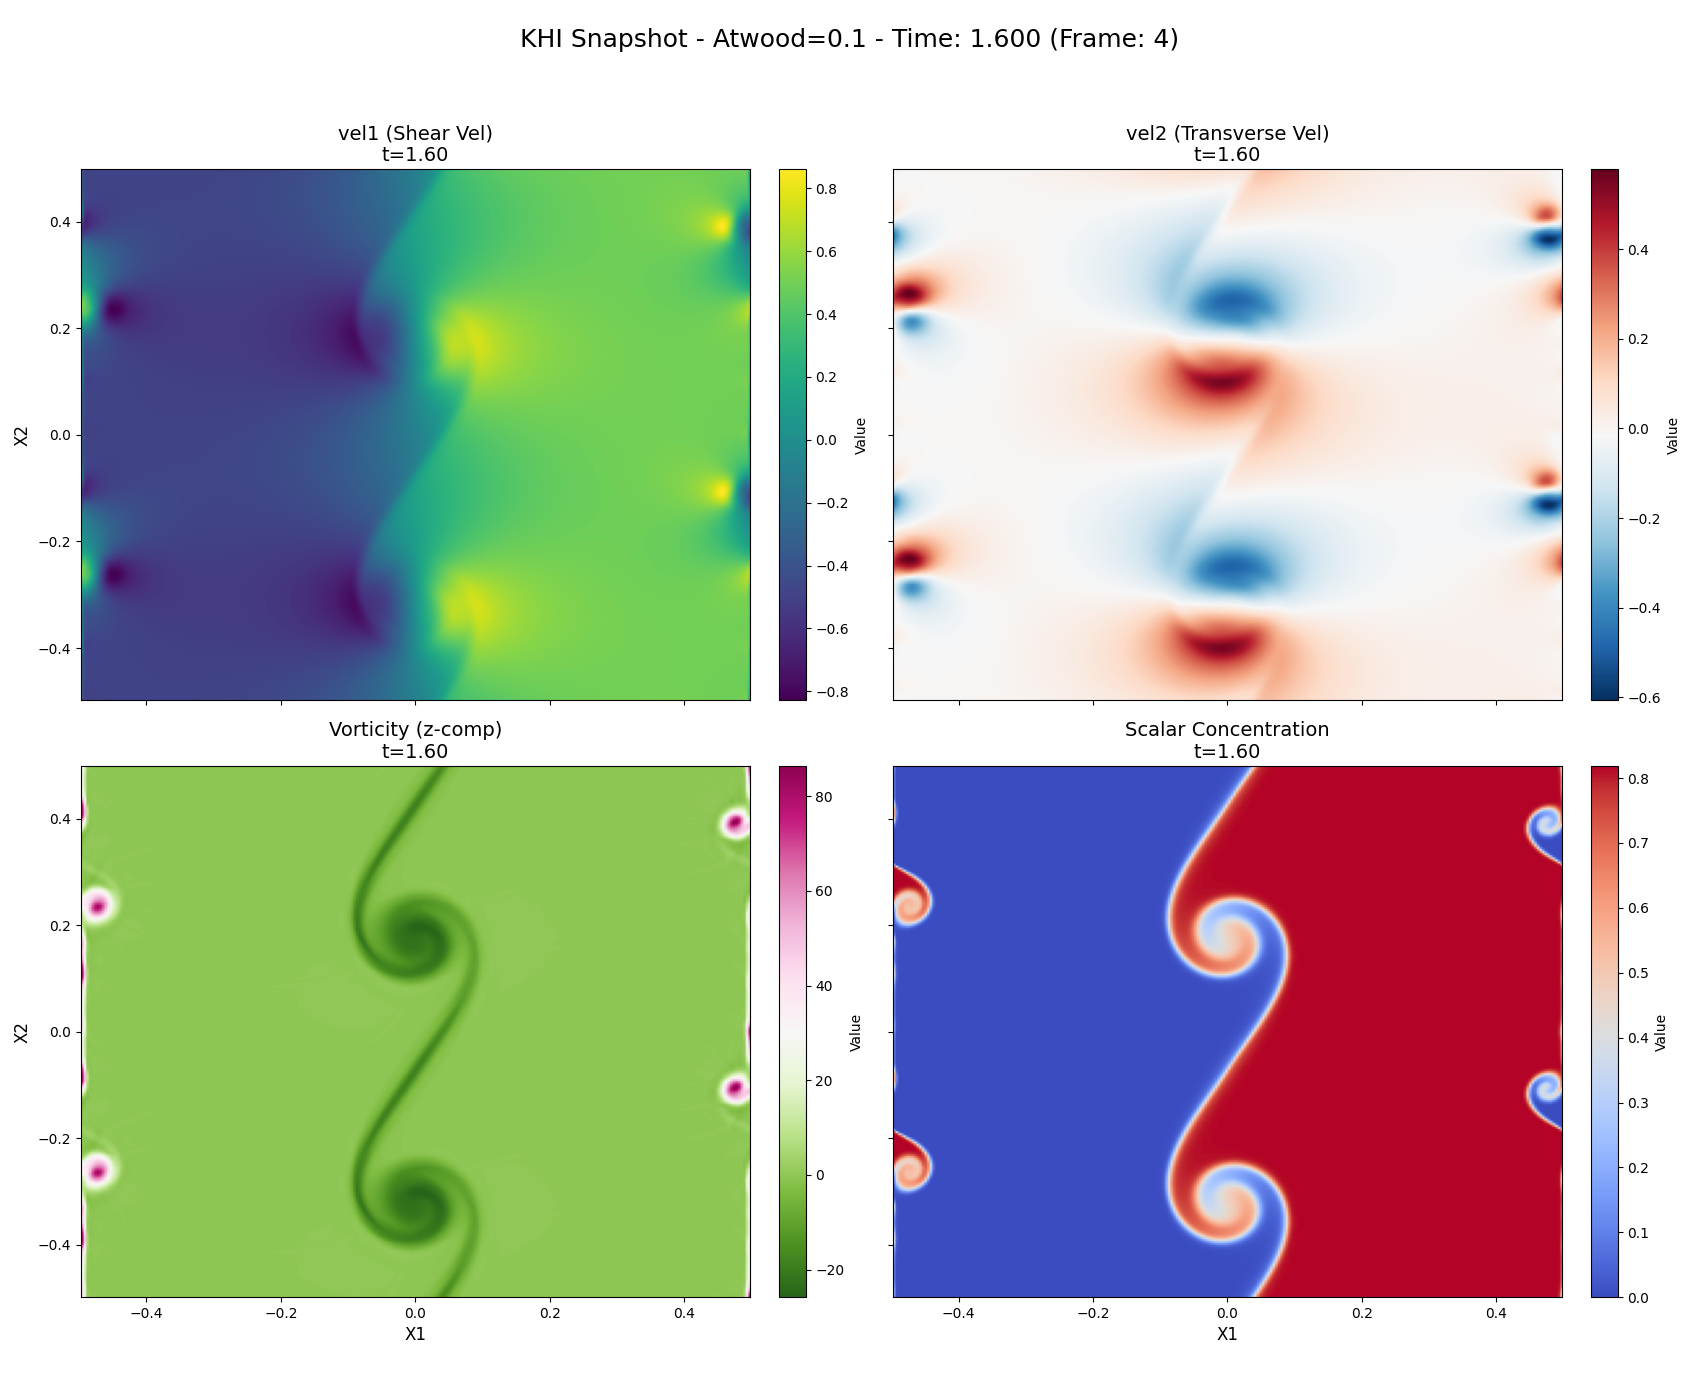 KHI Snapshot - Atwood=0.1 - Time: 1.600 (Frame: 4)
vel1 (Shear Vel)
t=1.60
X2
0.4
0.2
0.0
−0.2
−0.4
0.8
0.6
0.4
0.2
0.0
−0.2
−0.4
−0.6
−0.8
Value
vel2 (Transverse Vel)
t=1.60
0.4
0.2
0.0
−0.2
−0.4
−0.6
Value
Vorticity (z-comp)
t=1.60
X2
0.4
0.2
0.0
−0.2
−0.4
−0.4
−0.2
0.0
0.2
0.4
X1
80
60
40
20
0
−20
Value
Scalar Concentration
t=1.60
−0.4
−0.2
0.0
0.2
0.4
X1
0.8
0.7
0.6
0.5
0.4
0.3
0.2
0.1
0.0
Value